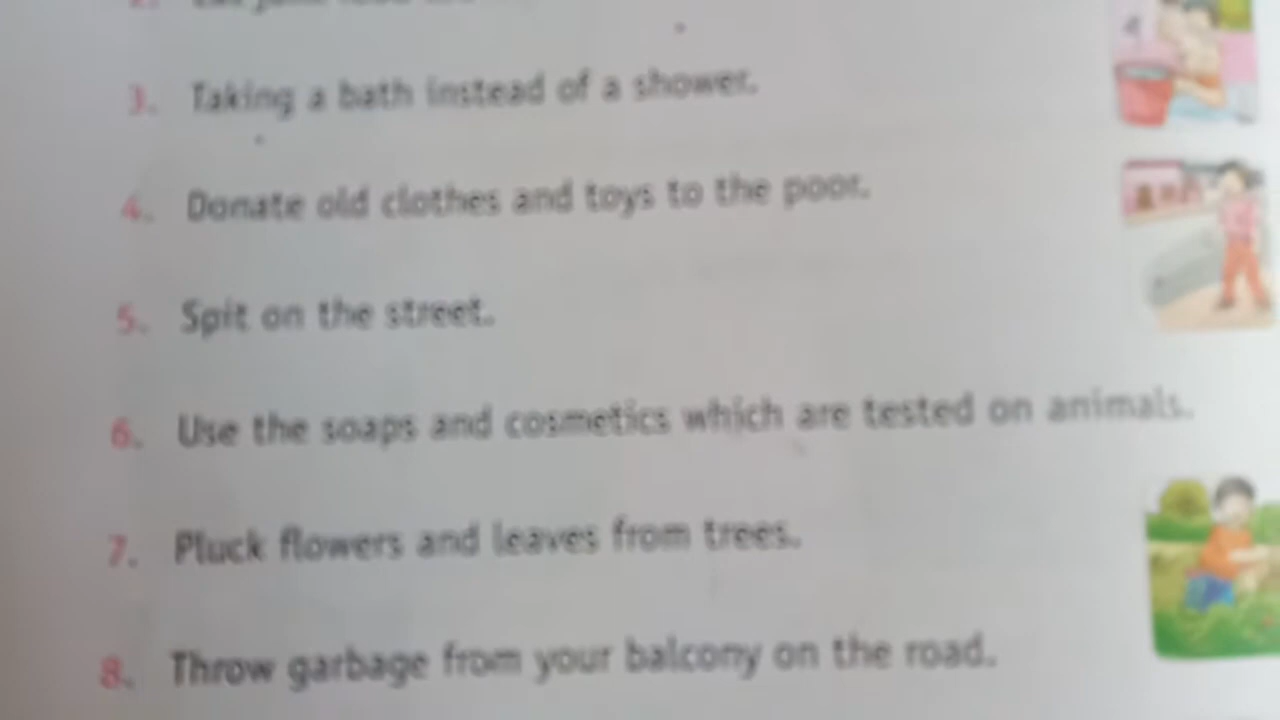 3. Taking a bath instead of a shower.
4. Donate old clothes and toys to the poor.
5. Spit on the street.
6. Use the soaps and cosmetics which are tested on animals.
7. Pluck flowers and leaves from trees.
8. Throw garbage from your balcony on the road.